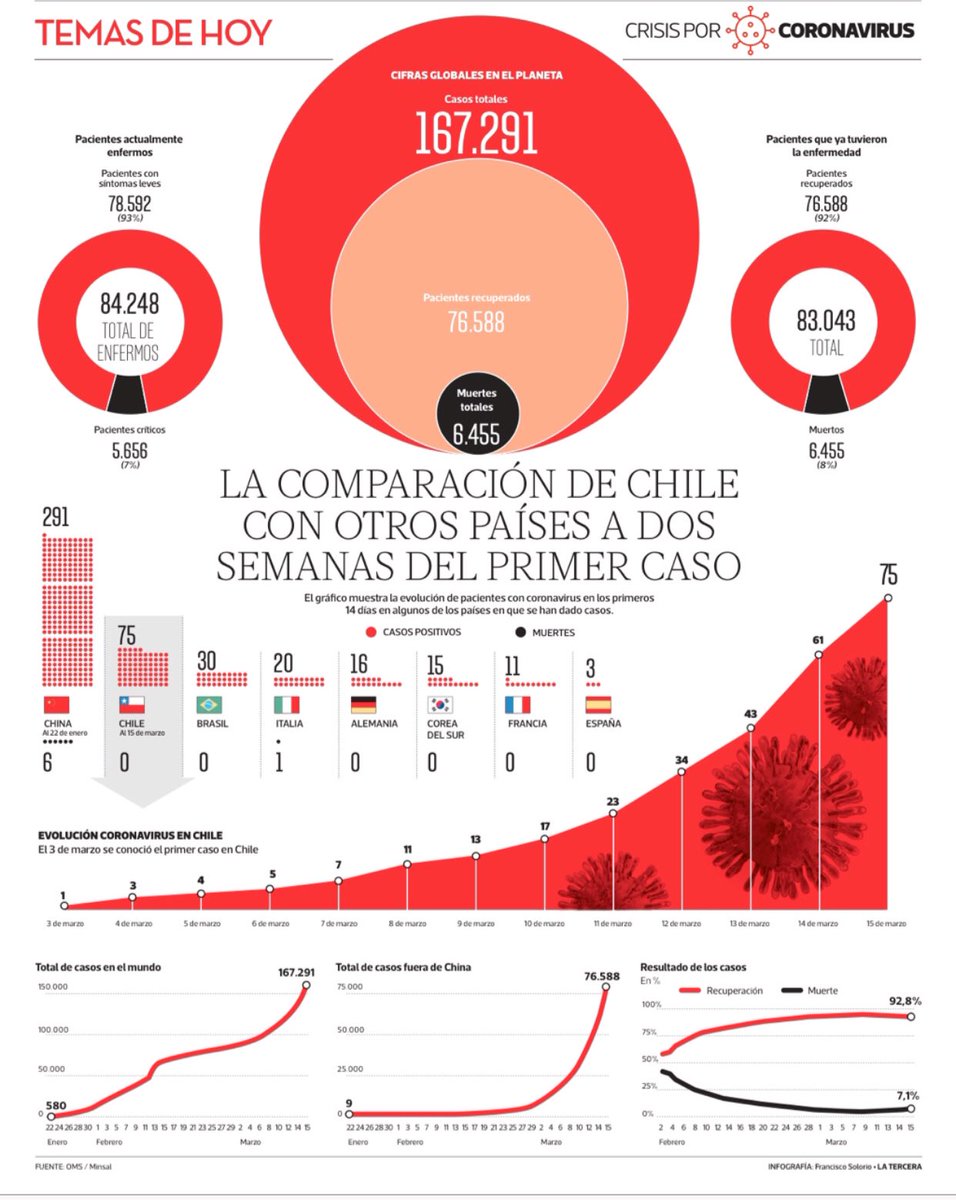 TEMAS DE HOY
CRISIS POR CORONAVIRUS
CIFRAS GLOBALES EN EL PLANETA
Casos totales
167.291
Pacientes recuperados
76.588
Muertes
totales
6.455
Pacientes actualmente
enfermos
Pacientes con
síntomas leves
78.592
(93%)
84.248
TOTAL DE
ENFERMOS
Pacientes críticos
5.656
(7%)
Pacientes que ya tuvieron
la enfermedad
Pacientes
recuperados
76.588
(92%)
83.043
TOTAL
Muertos
6.455
(8%)
LA COMPARACIÓN DE CHILE
CON OTROS PAÍSES A DOS
SEMANAS DEL PRIMER CASO
El gráfico muestra la evolución de pacientes con coronavirus en los primeros
14 días en algunos de los países en que se han dado casos.
CASOS POSITIVOS
MUERTES
291
CHINA
Al 22 de enero
6
75
CHILE
Al 15 de marzo
0
30
BRASIL
0
20
ITALIA
1
16
ALEMANIA
0
15
COREA
DEL SUR
0
11
FRANCIA
0
3
ESPAÑA
0
EVOLUCIÓN CORONAVIRUS EN CHILE
El 3 de marzo se conoció el primer caso en Chile
1 3 4 5 7 11 13 17 23 34 43 61 75
3 de marzo 4 de marzo 5 de marzo 6 de marzo 7 de marzo 8 de marzo 9 de marzo 10 de marzo 11 de marzo 12 de marzo 13 de marzo 14 de marzo 15 de marzo
Total de casos en el mundo
167.291
150.000
100.000
50.000
580
0
22 24 26 28 30 1 3 5 7 9 11 13 15 17 19 21 23 25 27 29 2 4 6 8 10 12 14 15
Enero Febrero Marzo
Total de casos fuera de China
76.588
75.000
50.000
25.000
9
0
22 24 26 28 30 1 3 5 7 9 11 13 15 17 19 21 23 25 27 29 2 4 6 8 10 12 14 15
Enero Febrero Marzo
Resultado de los casos
En %
Recuperación Muerte
100%
92,8%
75%
50%
25%
7,1%
0%
2 4 6 8 10 12 14 16 18 20 22 24 26 28 1 3 5 7 9 11 13 14 15
Febrero Marzo
FUENTE: OMS / Minsal
INFOGRAFÍA: Francisco Solorio • LA TERCERA